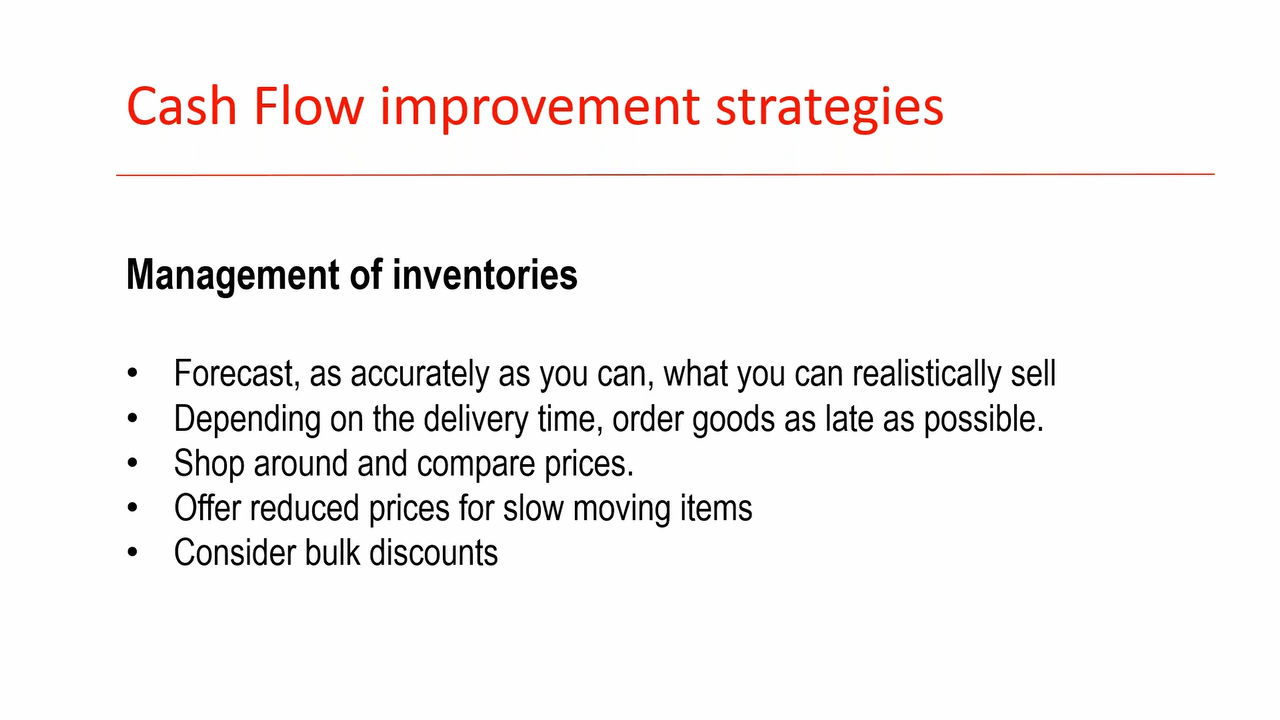 Cash Flow improvement strategies
Management of inventories
• Forecast, as accurately as you can, what you can realistically sell
• Depending on the delivery time, order goods as late as possible.
• Shop around and compare prices.
• Offer reduced prices for slow moving items
• Consider bulk discounts